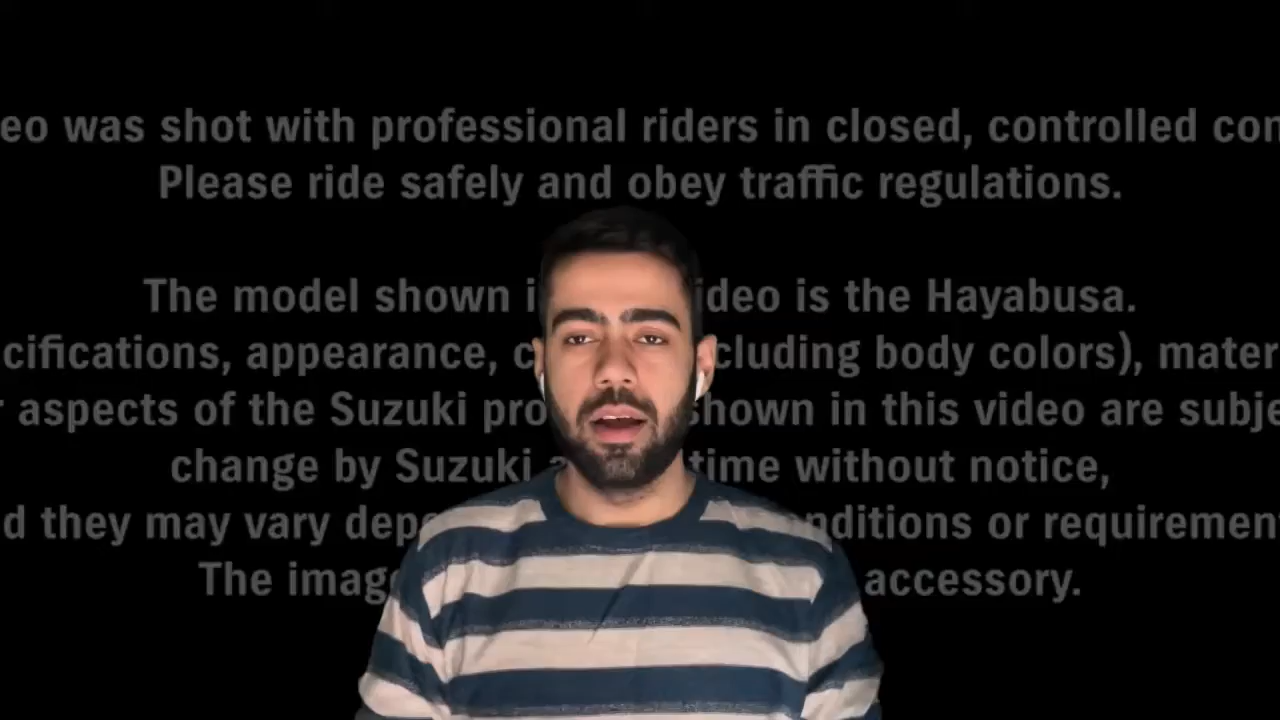 eo was shot with professional riders in closed, controlled con
Please ride safely and obey traffic regulations.
The model shown i ideo is the Hayabusa.
cifications, appearance, c cluding body colors), mater
r aspects of the Suzuki pro shown in this video are subje
change by Suzuki a time without notice,
d they may vary depe nditions or requiremen
The image accessory.